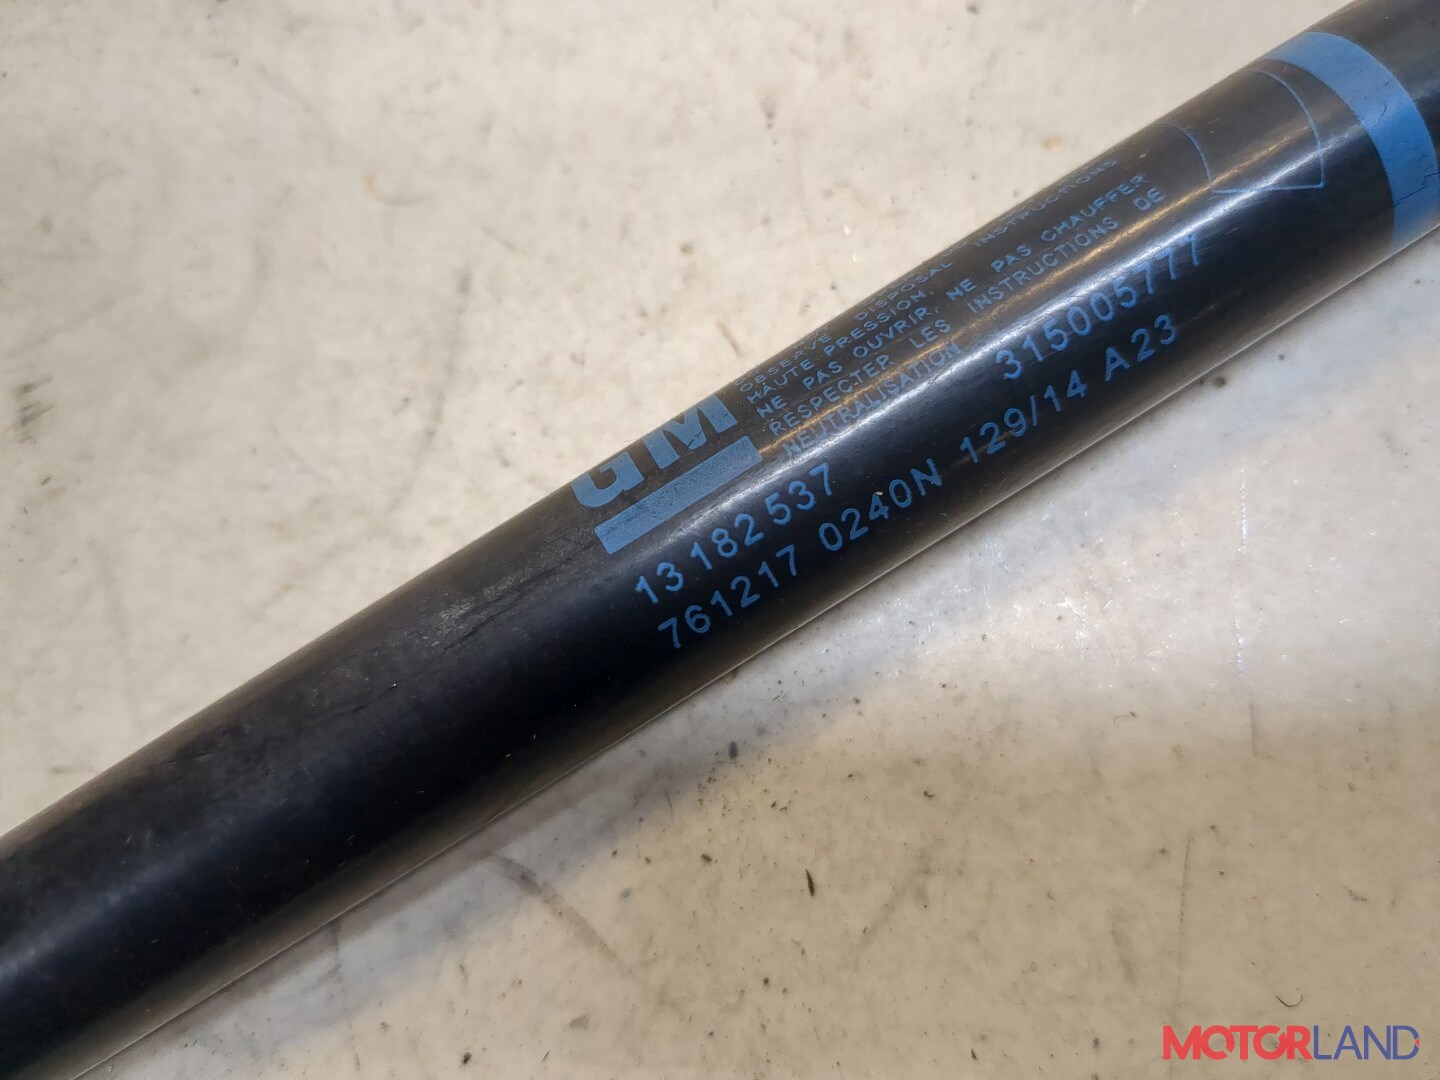 OBSERVE DISPOSAL INSTRUCTIONS
HAUTE PRESSION.
NE PAS OUVRIR, NE PAS CHAUFFER
RESPECTER LES INSTRUCTIONS DE
NEUTRALISATION
GM
13 182 537 315005777
761217 0240N 129/14 A23
MOTORLAND